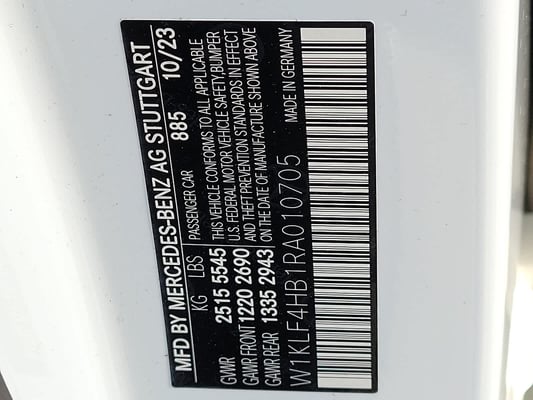 MFD BY MERCEDES-BENZ AG STUTTGART
885 10/23
KG LBS PASSENGER CAR
GVWR 2515 5545 THIS VEHICLE CONFORMS TO ALL APPLICABLE
GAWR FRONT 1220 2690 U.S. FEDERAL MOTOR VEHICLE SAFETY,BUMPER
GAWR REAR 1335 2943 AND THEFT PREVENTION STANDARDS IN EFFECT
ON THE DATE OF MANUFACTURE SHOWN ABOVE
W1KLF4HB1RA010705 MADE IN GERMANY